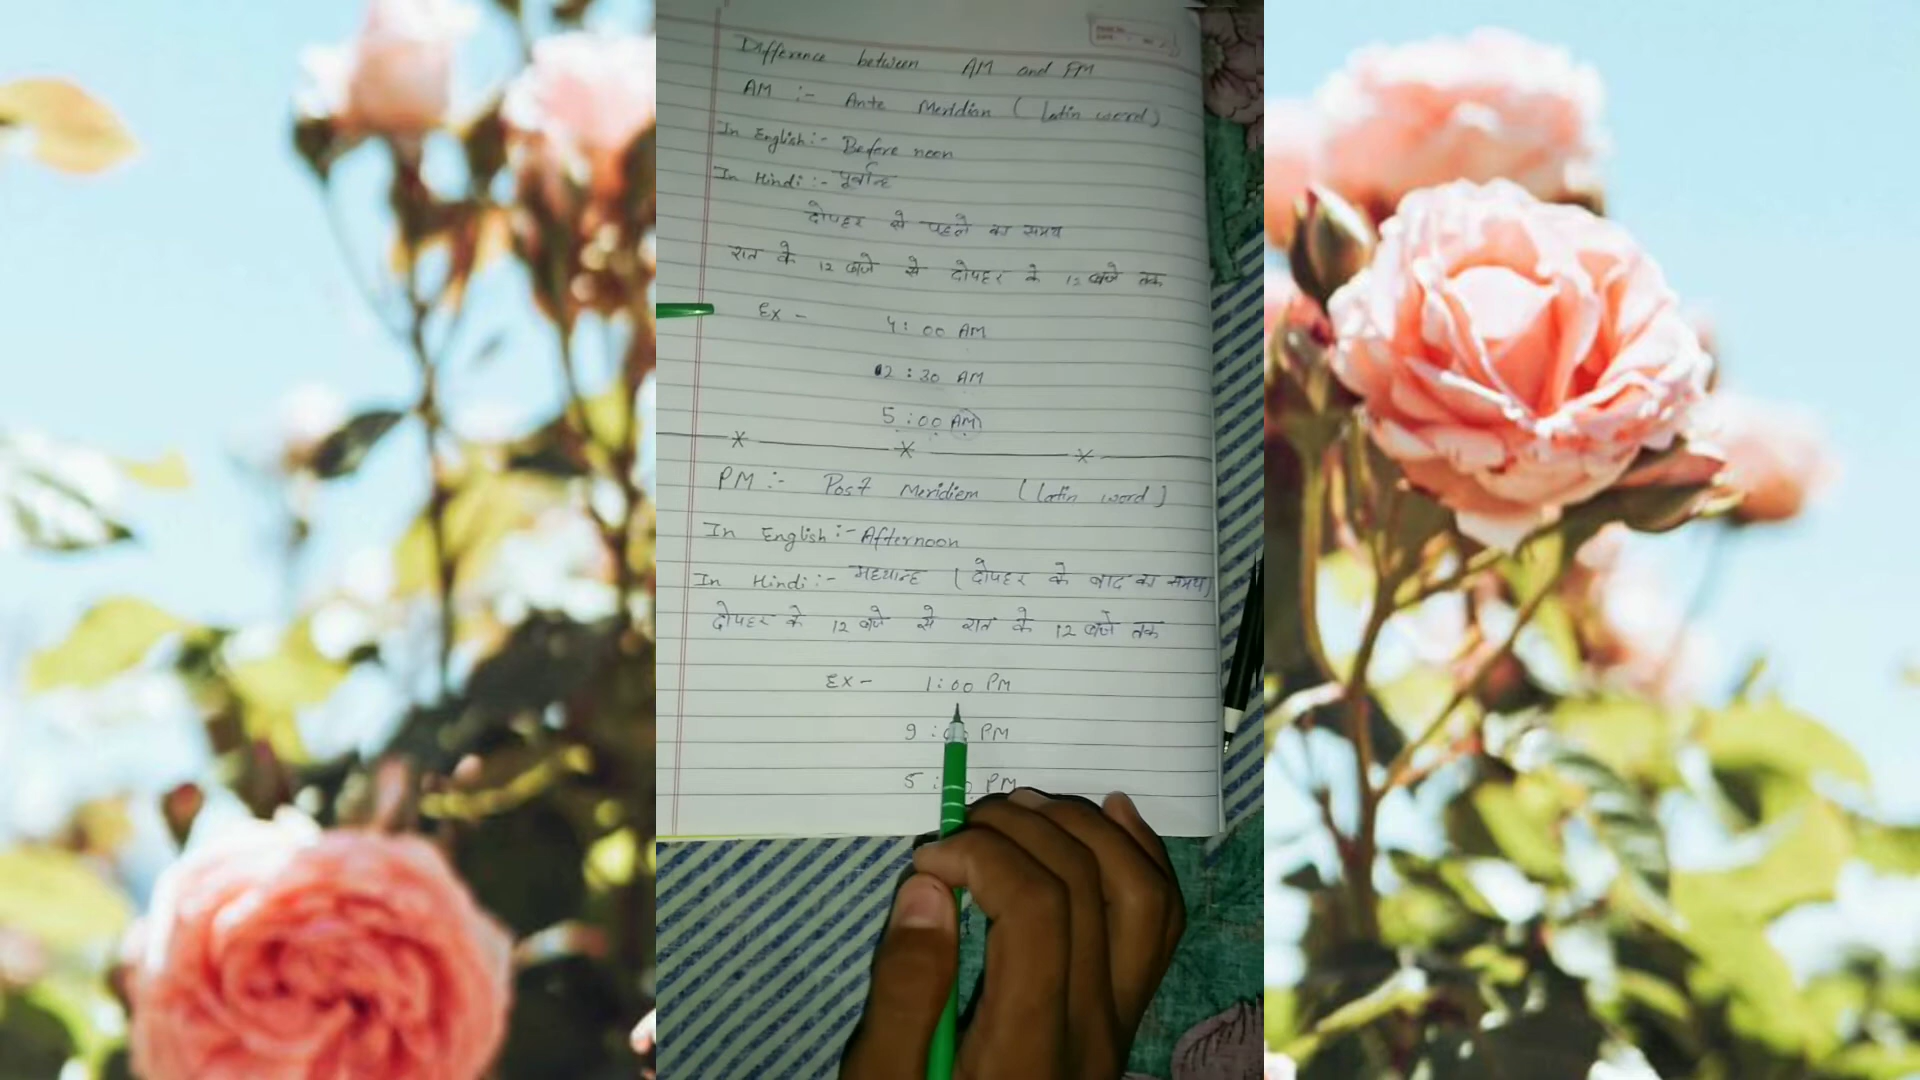 Difference between AM and PM
AM :- Ante Meridian ( Latin word )
In English :- Before noon
In Hindi :- पूर्वान्ह
दोपहर से पहले का समय
रात के 12 बजे से दोपहर के 12 बजे तक
Ex - 4 : 00 AM
02 : 30 AM
5 : 00 AM
PM :- Post Meridiem ( latin word )
In English :- Afternoon
In Hindi :- मध्यान्ह ( दोपहर के बाद का समय )
दोपहर के 12 बजे से रात के 12 बजे तक
Ex - 1 : 00 PM
9 : PM
5 : PM